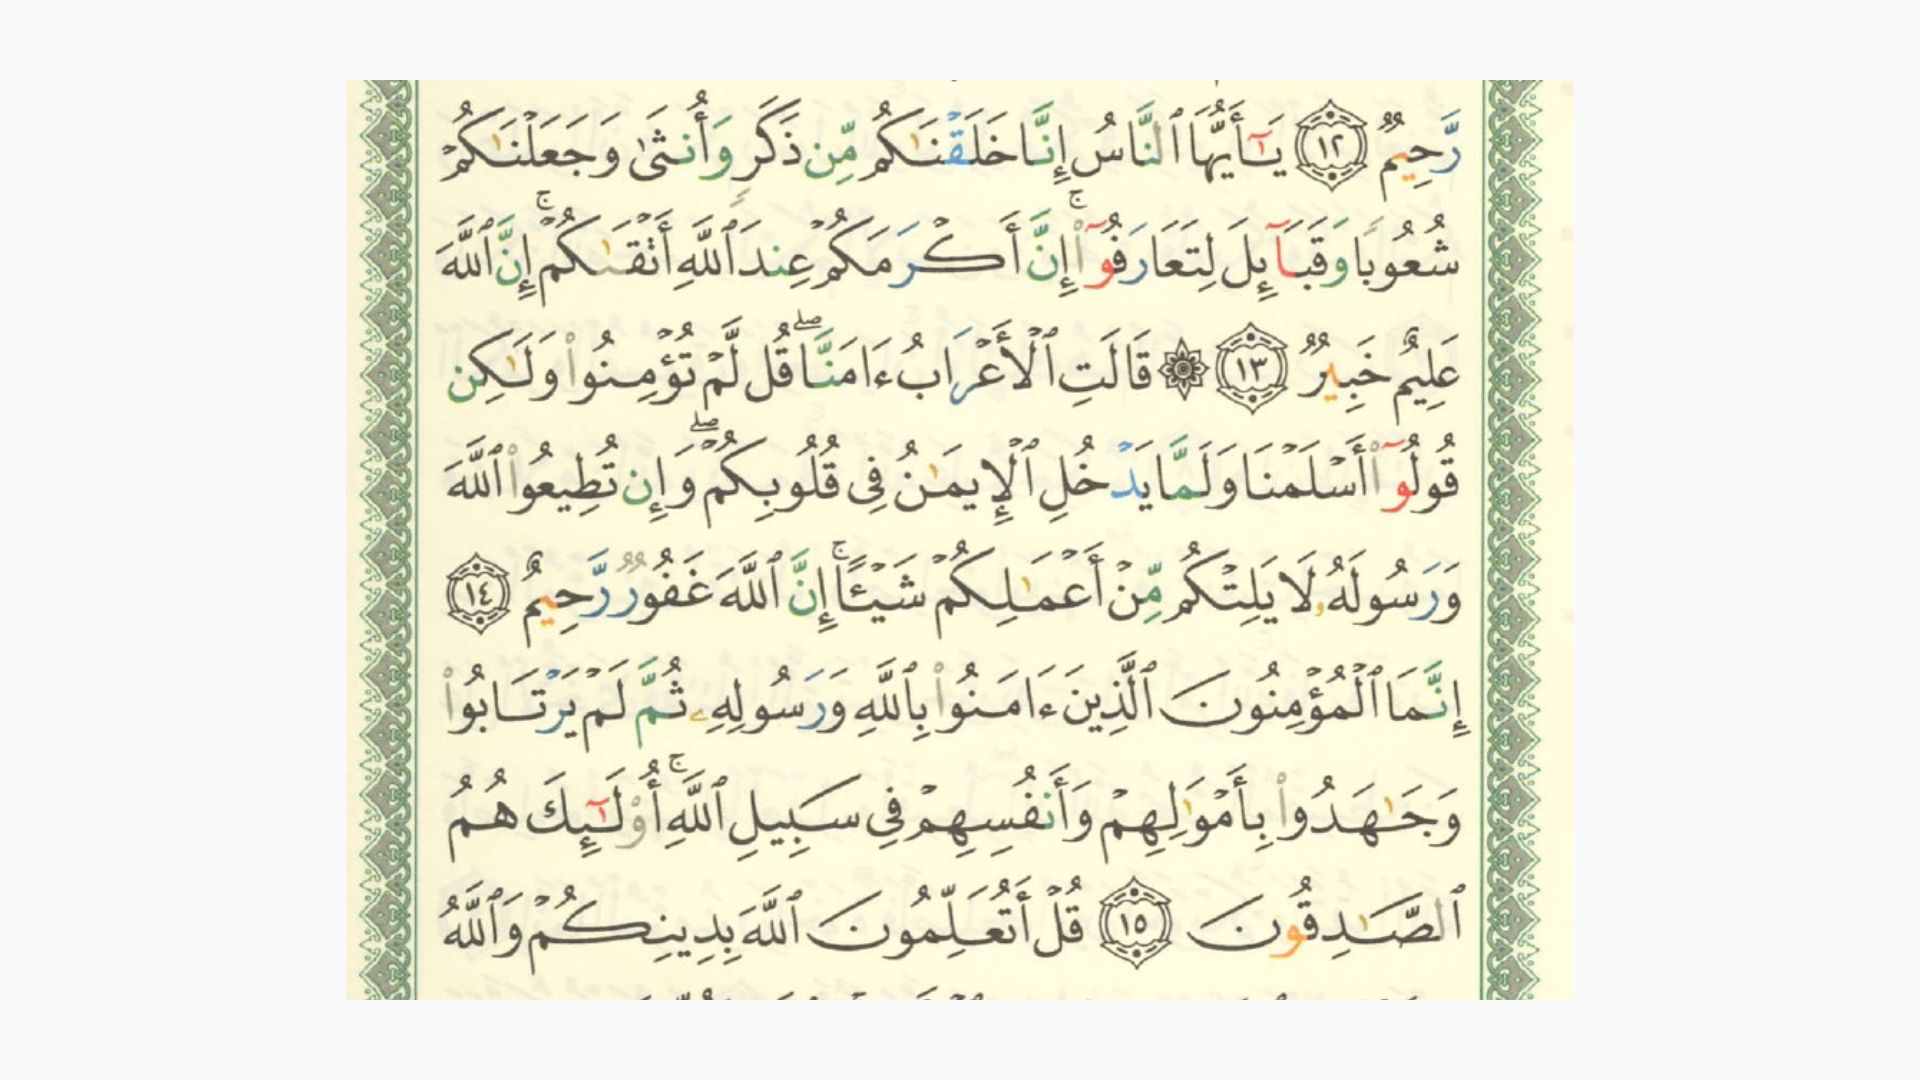 رَّحِيمٌ ١٢ يَٰٓأَيُّهَا ٱلنَّاسُ إِنَّا خَلَقْنَٰكُم مِّن ذَكَرٍ وَأُنثَىٰ وَجَعَلْنَٰكُمْ
شُعُوبًا وَقَبَآئِلَ لِتَعَارَفُوٓا۟ ۚ إِنَّ أَكْرَمَكُمْ عِندَ ٱللَّهِ أَتْقَىٰكُمْ ۚ إِنَّ ٱللَّهَ
عَلِيمٌ خَبِيرٌ ١٣ ۞ قَالَتِ ٱلْأَعْرَابُ ءَامَنَّا ۖ قُل لَّمْ تُؤْمِنُوا۟ وَلَٰكِن
قُولُوٓا۟ أَسْلَمْنَا وَلَمَّا يَدْخُلِ ٱلْإِيمَٰنُ فِى قُلُوبِكُمْ ۖ وَإِن تُطِيعُوا۟ ٱللَّهَ
وَرَسُولَهُۥ لَا يَلِتْكُم مِّنْ أَعْمَٰلِكُمْ شَيْـًٔا ۚ إِنَّ ٱللَّهَ غَفُورٌ رَّحِيمٌ ١٤
إِنَّمَا ٱلْمُؤْمِنُونَ ٱلَّذِينَ ءَامَنُوا۟ بِٱللَّهِ وَرَسُولِهِۦ ثُمَّ لَمْ يَرْتَابُوا۟
وَجَٰهَدُوا۟ بِأَمْوَٰلِهِمْ وَأَنفُسِهِمْ فِى سَبِيلِ ٱللَّهِ ۚ أُو۟لَٰٓئِكَ هُمُ
ٱلصَّٰدِقُونَ ١٥ قُلْ أَتُعَلِّمُونَ ٱللَّهَ بِدِينِكُمْ وَٱللَّهُ